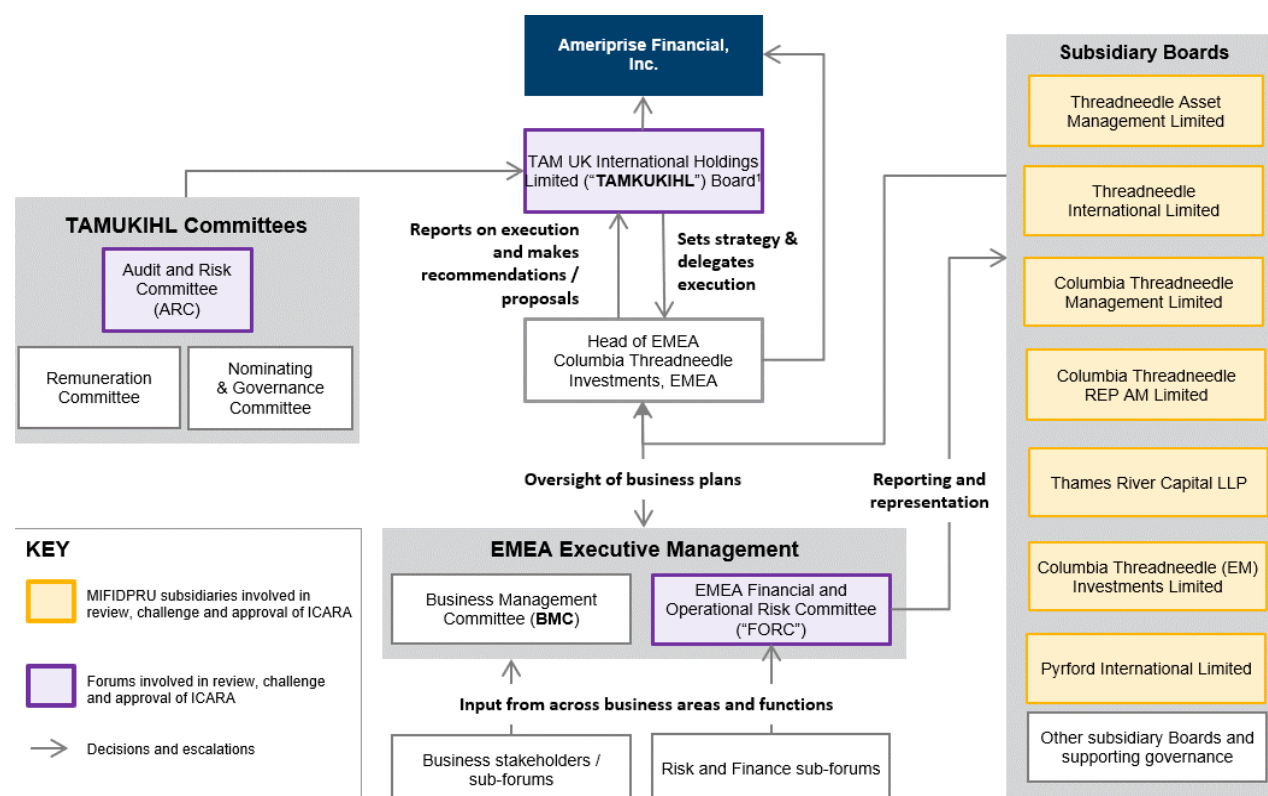 Ameriprise Financial,
Inc.
TAM UK International Holdings
Limited (“TAMKUKIHL”) Board¹
TAMUKIHL Committees
Audit and Risk
Committee
(ARC)
Remuneration
Committee
Nominating
& Governance
Committee
Reports on execution
and makes
recommendations /
proposals
Sets strategy &
delegates
execution
Head of EMEA
Columbia Threadneedle
Investments, EMEA
Oversight of business plans
Reporting and
representation
EMEA Executive Management
Business Management
Committee (BMC)
EMEA Financial and
Operational Risk Committee
(“FORC”)
Input from across business areas and functions
Business stakeholders /
sub-forums
Risk and Finance sub-forums
KEY
MIFIDPRU subsidiaries involved in
review, challenge and approval of ICARA
Forums involved in review, challenge
and approval of ICARA
Decisions and escalations
Subsidiary Boards
Threadneedle Asset
Management Limited
Threadneedle
International Limited
Columbia Threadneedle
Management Limited
Columbia Threadneedle
REP AM Limited
Thames River Capital LLP
Columbia Threadneedle (EM)
Investments Limited
Pyrford International Limited
Other subsidiary Boards and
supporting governance